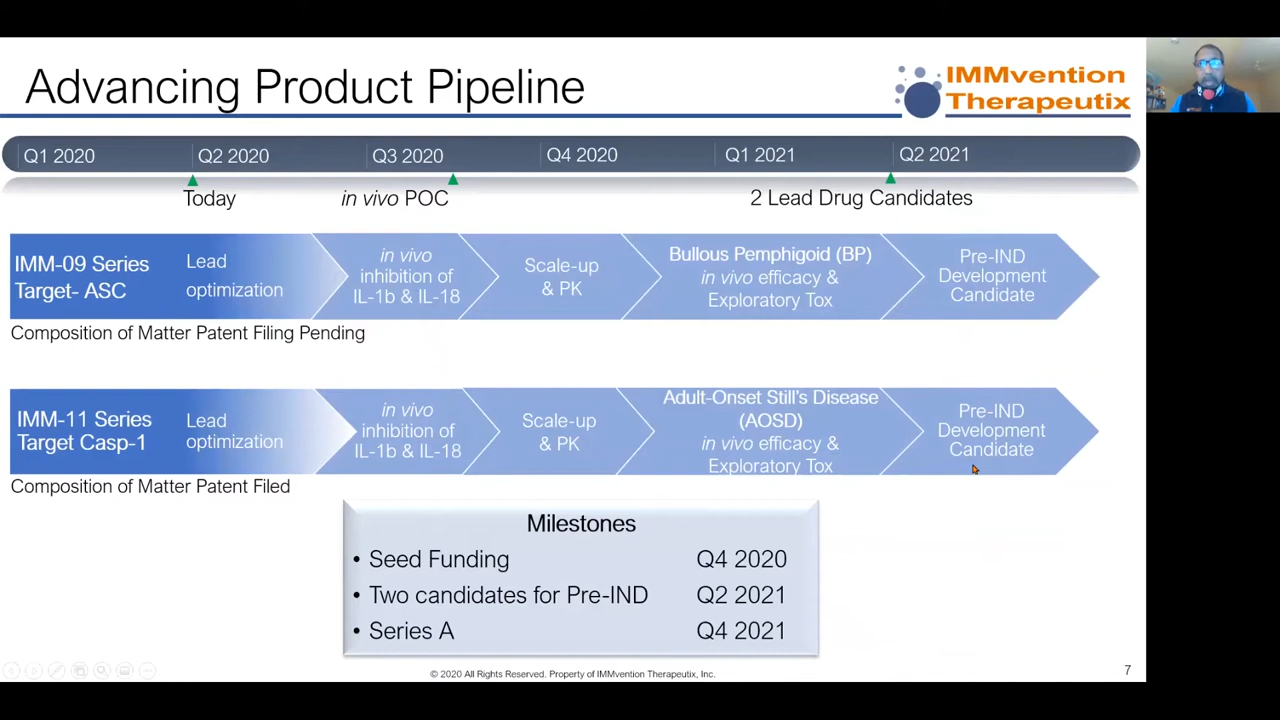 Advancing Product Pipeline
IMMvention
Therapeutix
Q1 2020 Q2 2020 Q3 2020 Q4 2020 Q1 2021 Q2 2021
Today in vivo POC 2 Lead Drug Candidates
IMM-09 Series
Target- ASC
Lead
optimization
in vivo
inhibition of
IL-1b & IL-18
Scale-up
& PK
Bullous Pemphigoid (BP)
in vivo efficacy &
Exploratory Tox
Pre-IND
Development
Candidate
Composition of Matter Patent Filing Pending
IMM-11 Series
Target Casp-1
Lead
optimization
in vivo
inhibition of
IL-1b & IL-18
Scale-up
& PK
Adult-Onset Still's Disease
(AOSD)
in vivo efficacy &
Exploratory Tox
Pre-IND
Development
Candidate
Composition of Matter Patent Filed
Milestones
• Seed Funding Q4 2020
• Two candidates for Pre-IND Q2 2021
• Series A Q4 2021
© 2020 All Rights Reserved. Property of IMMvention Therapeutix, Inc.
7